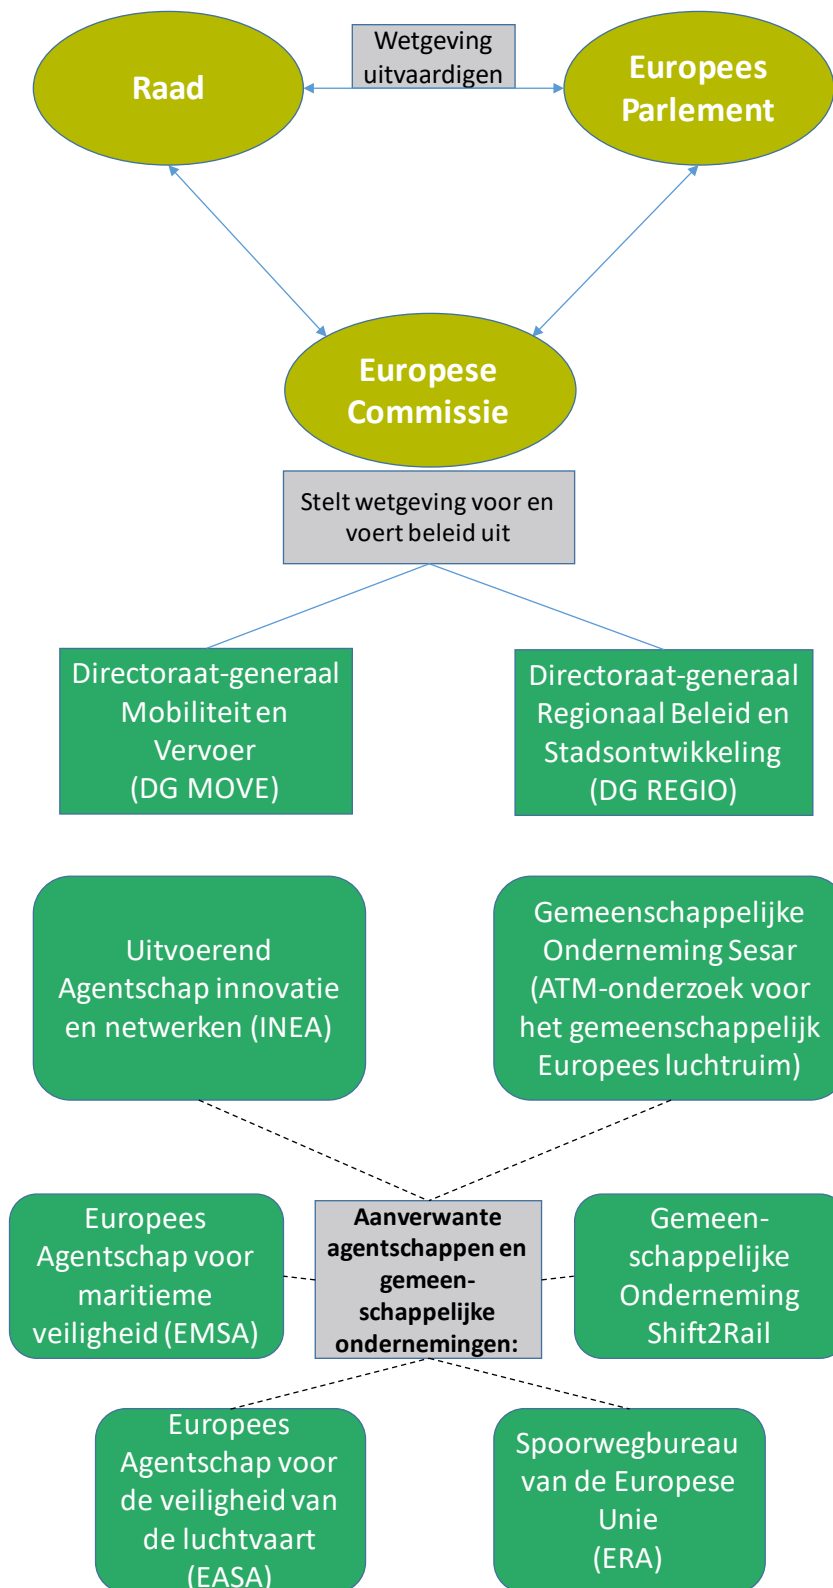 Wetgeving
uitvaardigen
Raad
Europees
Parlement
Europese
Commissie
Stelt wetgeving voor en
voert beleid uit
Directoraat-generaal
Mobiliteit en
Vervoer
(DG MOVE)
Directoraat-generaal
Regionaal Beleid en
Stadsontwikkeling
(DG REGIO)
Uitvoerend
Agentschap innovatie
en netwerken (INEA)
Gemeenschappelijke
Onderneming Sesar
(ATM-onderzoek voor
het gemeenschappelijk
Europees luchtruim)
Europees
Agentschap voor
maritieme
veiligheid (EMSA)
Aanverwante
agentschappen en
gemeen-
schappelijke
ondernemingen:
Gemeen-
schappelijke
Onderneming
Shift2Rail
Europees
Agentschap voor
de veiligheid van
de luchtvaart
(EASA)
Spoorwegbureau
van de Europese
Unie
(ERA)